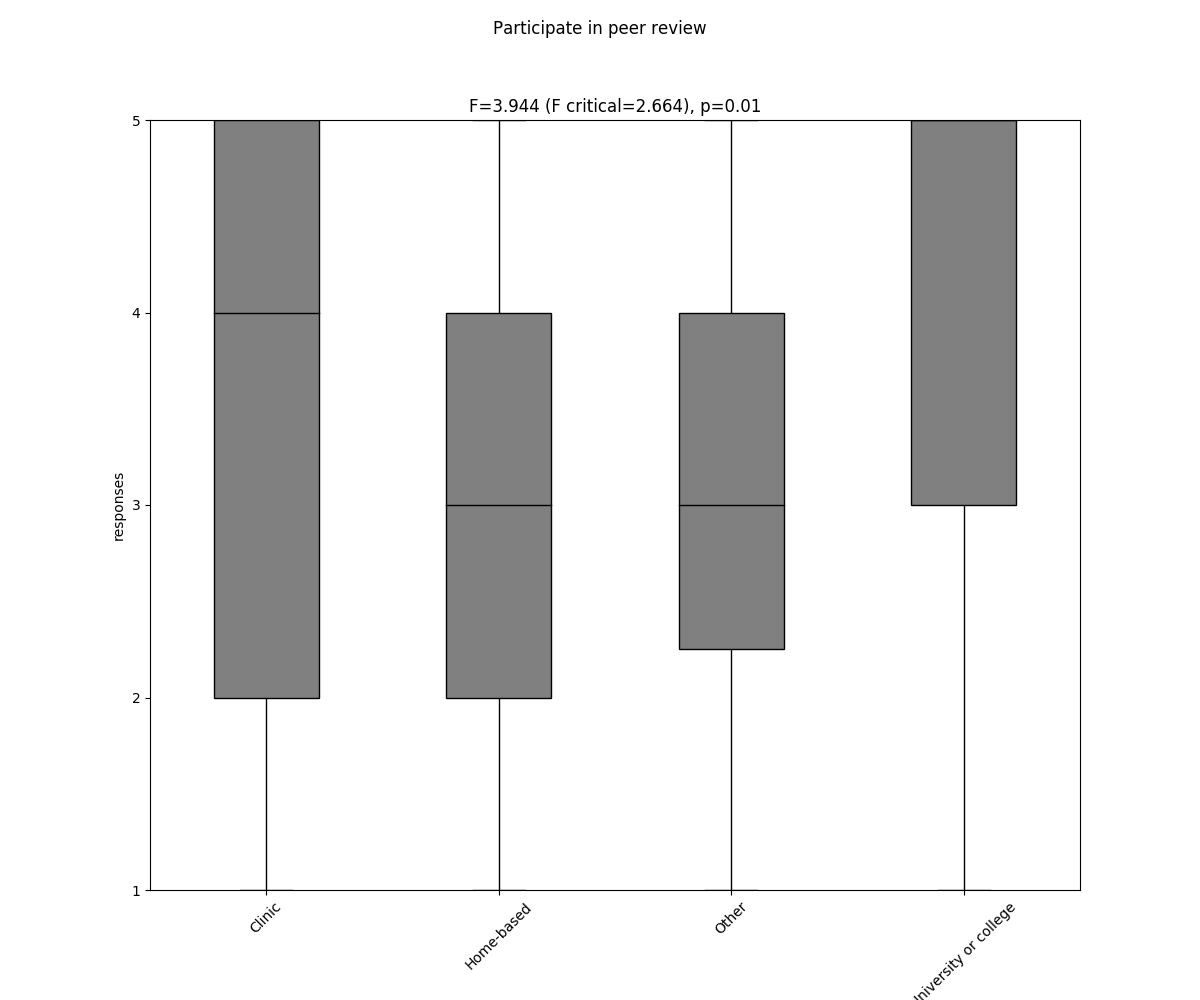 Participate in peer review
F=3.944 (F critical=2.664), p=0.01
5
4
3
2
1
responses
Clinic
Home-based
Other
or college